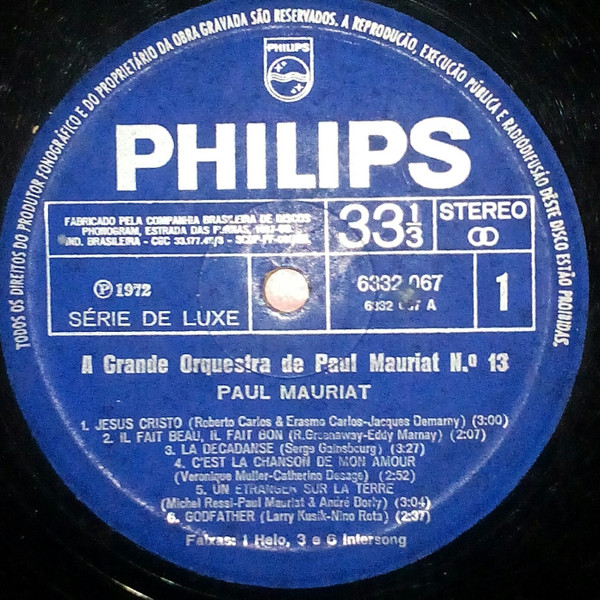 TODOS OS DIREITOS DO PRODUTOR FONOGRÁFICO E DO PROPRIETÁRIO DA OBRA GRAVADA SÃO RESERVADOS. A REPRODUÇÃO, EXECUÇÃO PÚBLICA E RADIODIFUSÃO DESTE DISCO ESTÃO PROIBIDAS.
PHILIPS
PHILIPS
FABRICADO PELA COMPANHIA BRASILEIRA DE DISCOS
PHONOGRAM, ESTRADA DAS
IND. BRASILEIRA - CGC
33 1/3
STEREO
℗ 1972
SÉRIE DE LUXE
6332 067
A
1
A Grande Orquestra de Paul Mauriat N.º 13
PAUL MAURIAT
1. JESUS CRISTO (Roberto Carlos & Erasmo Carlos-Jacques Demarny) (3:00)
2. IL FAIT BEAU, IL FAIT BON (R.Greenaway-Eddy Marnay) (2:07)
3. LA DECADANSE (Serge Gainsbourg) (3:27)
4. C'EST LA CHANSON DE MON AMOUR
(Veronique Muller-Catherine Desage) (2:52)
5. UN ETRANGER SUR LA TERRE
(Michel Ressi-Paul Mauriat & André Borly) (3:04)
6. GODFATHER (Larry Kusik-Nino Rota) (2:37)
Faixas: 1 Helo, 3 e 6 Intersong